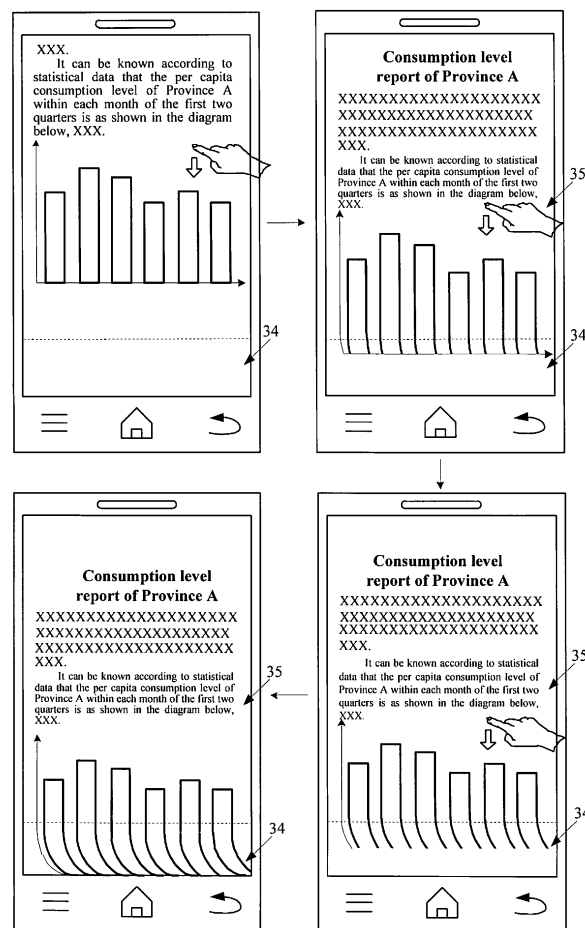 XXX.
It can be known according to
statistical data that the per capita
consumption level of Province A
within each month of the first two
quarters is as shown in the diagram
below, XXX.
34
Consumption level
report of Province A
XXXXXXXXXXXXXXXXXXXX
XXXXXXXXXXXXXXXXXXX
XXXXXXXXXXXXXXXXXXXX
XXX.
It can be known according to statistical
data that the per capita consumption level of
Province A within each month of the first two
quarters is as shown in the diagram below,
XXX.
35
34
Consumption level
report of Province A
XXXXXXXXXXXXXXXXXXXX
XXXXXXXXXXXXXXXXXXX
XXXXXXXXXXXXXXXXXXXX
XXX.
It can be known according to statistical
data that the per capita consumption level of
Province A within each month of the first two
quarters is as shown in the diagram below,
XXX.
35
34
Consumption level
report of Province A
XXXXXXXXXXXXXXXXXXXX
XXXXXXXXXXXXXXXXXXX
XXXXXXXXXXXXXXXXXXXX
XXX.
It can be known according to statistical
data that the per capita consumption level of
Province A within each month of the first two
quarters is as shown in the diagram below,
XXX.
35
34